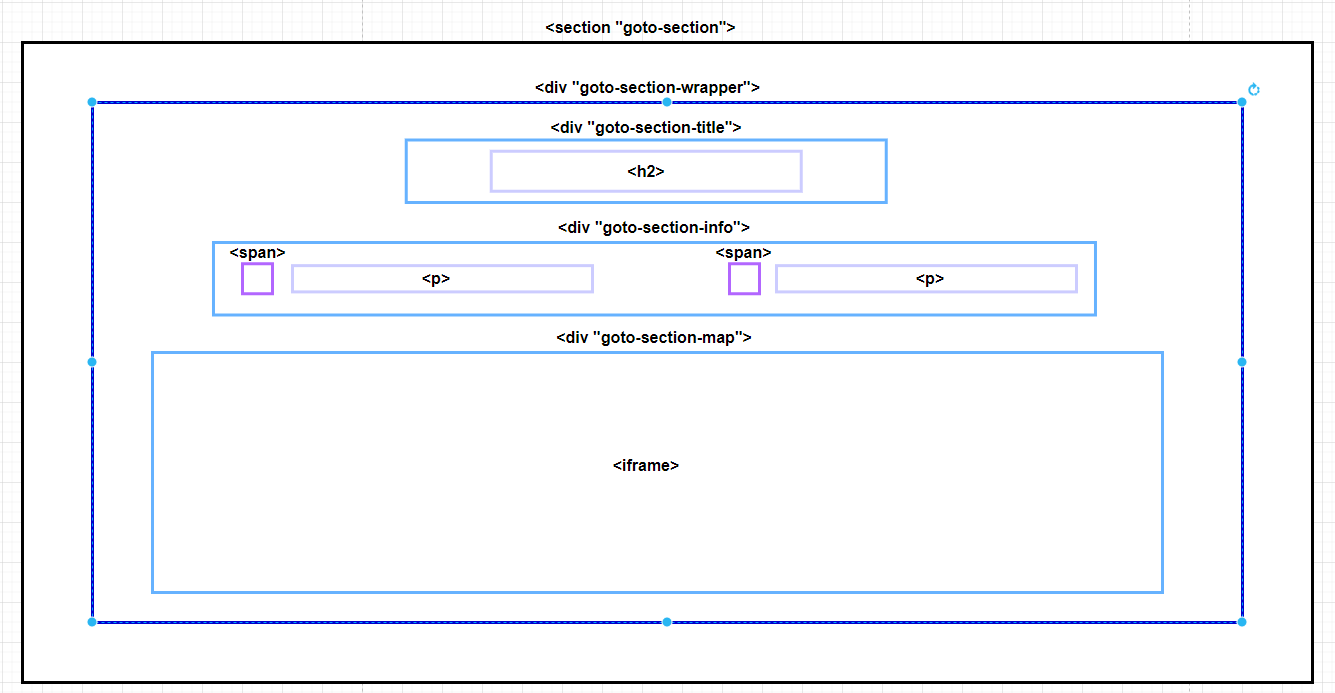 <section "goto-section">
<div "goto-section-wrapper">
<div "goto-section-title">
<h2>
<div "goto-section-info">
<span>
<span>
<p>
<p>
<div "goto-section-map">
<iframe>